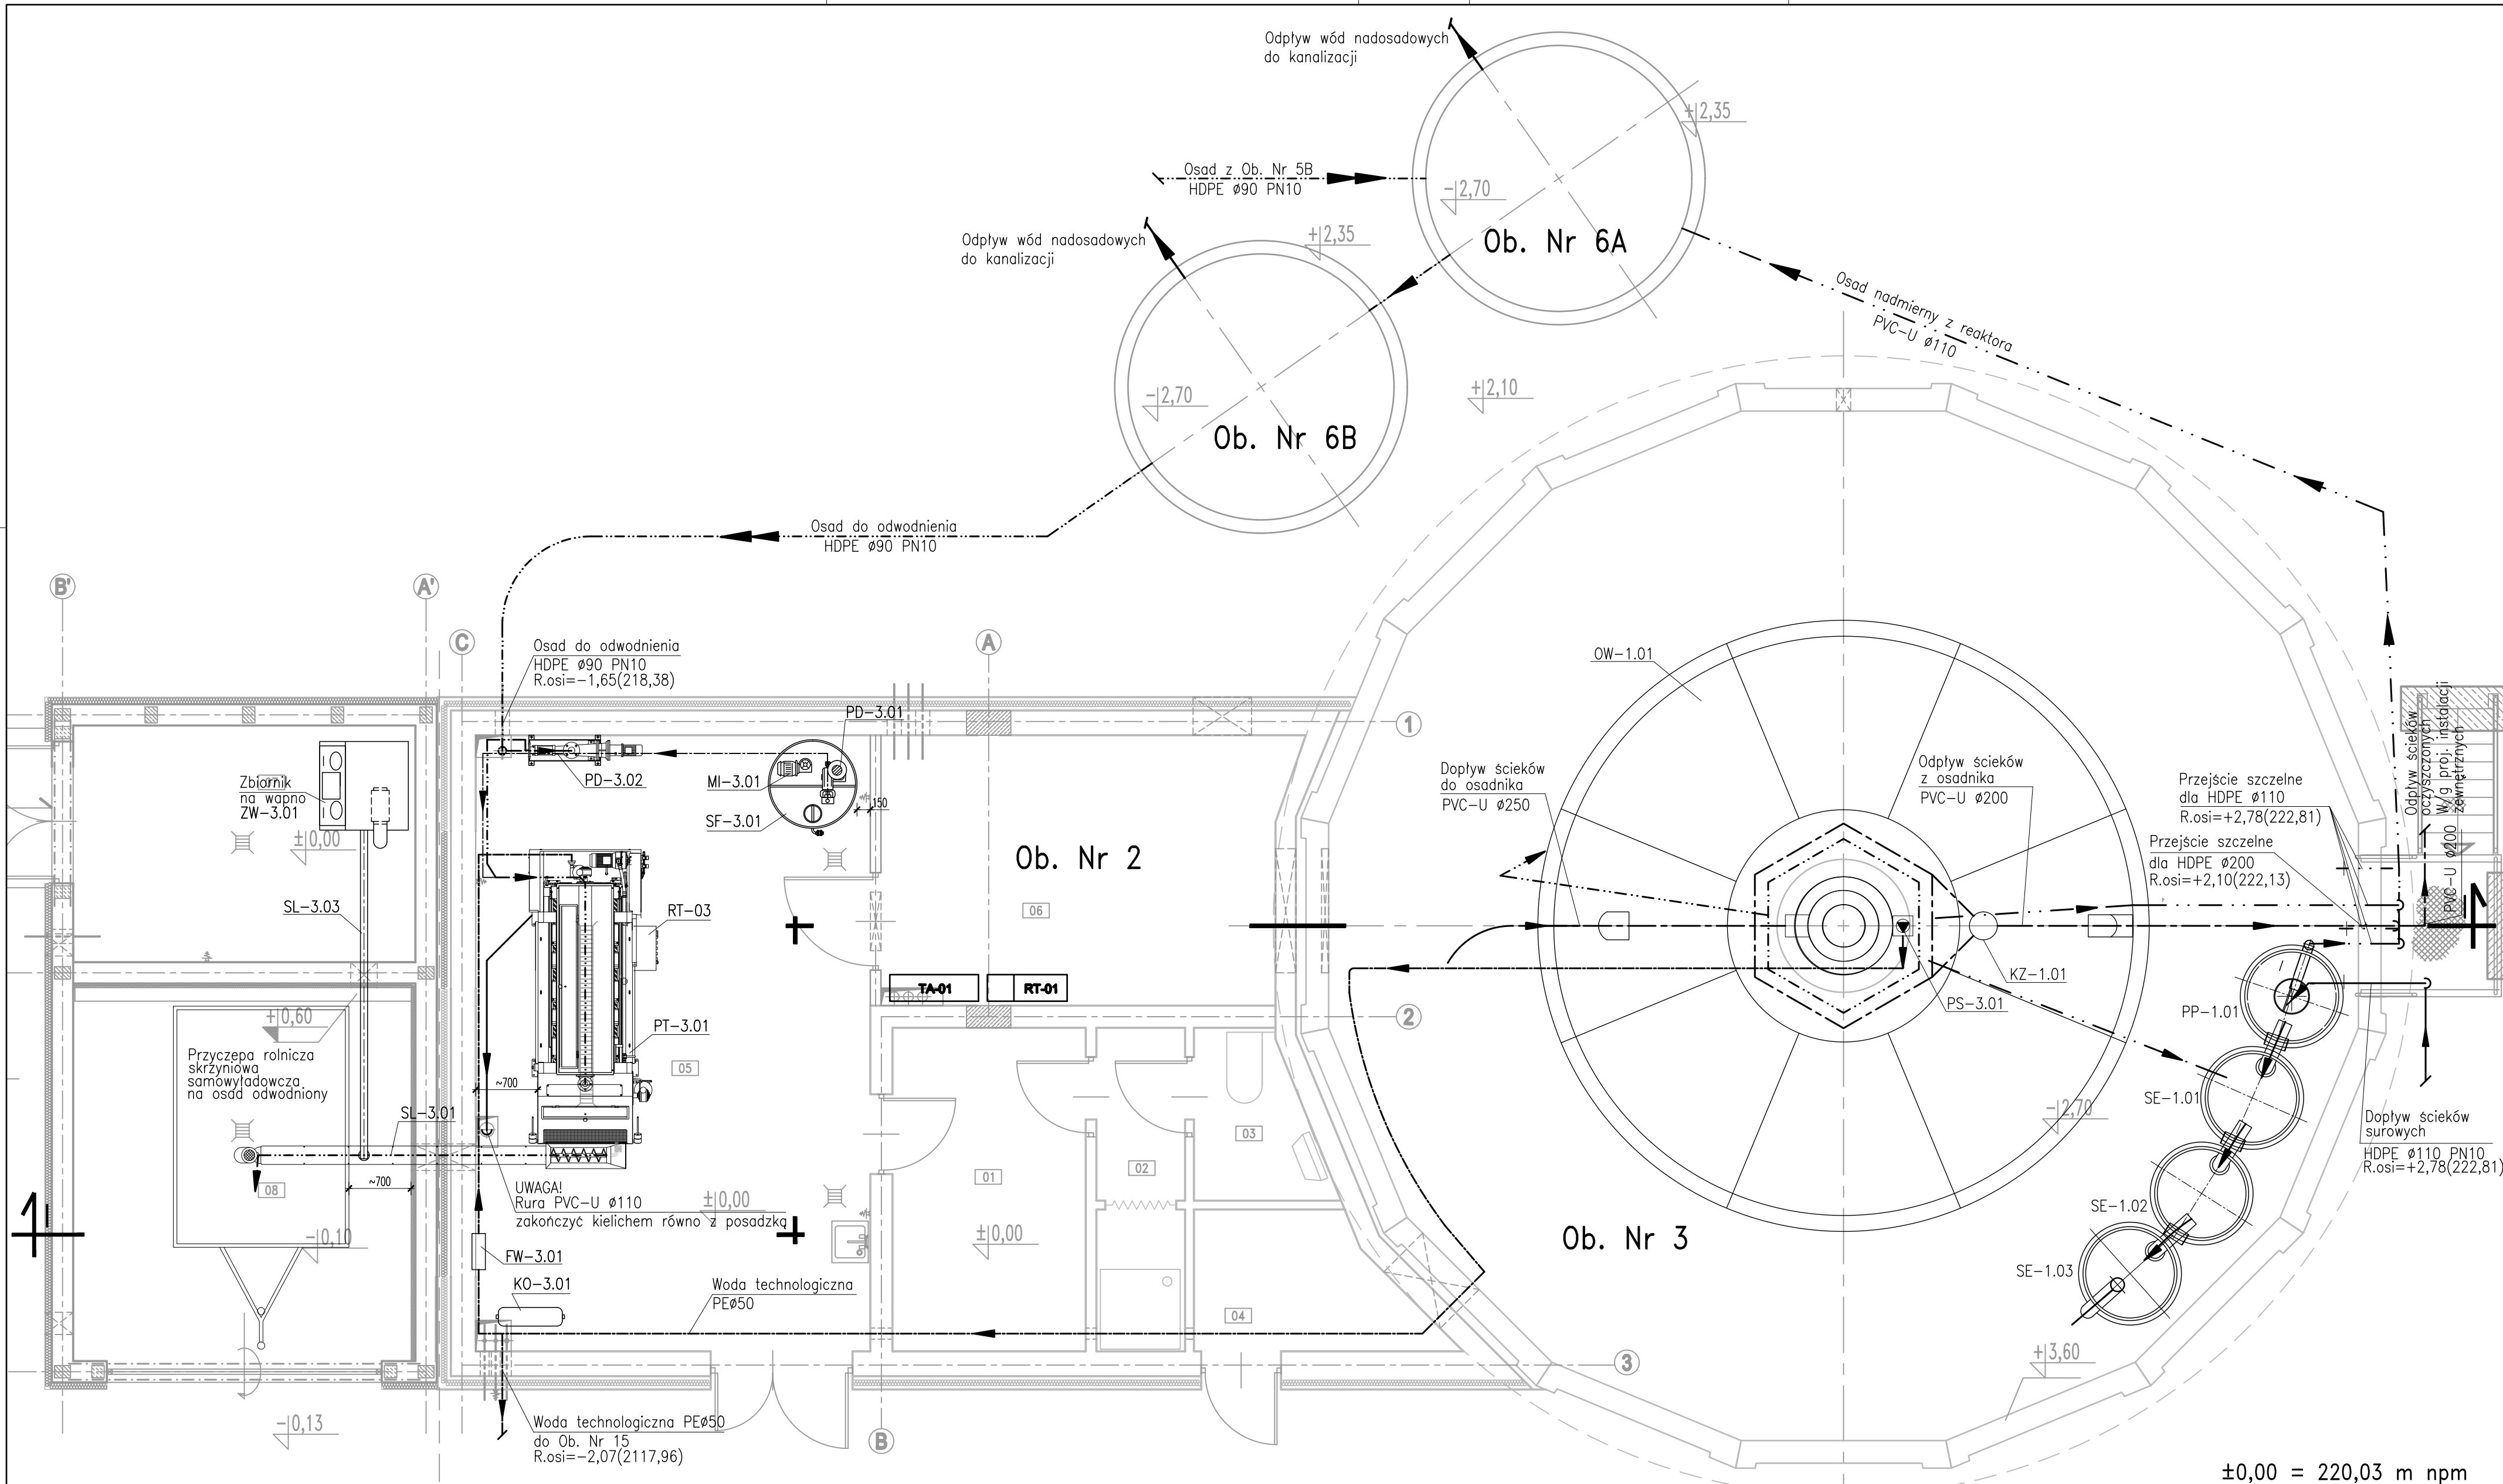 Odpływ wód nadosadowych
do kanalizacji
+2,35
Osad z Ob. Nr 5B
HDPE ø90 PN10
-2,70
Ob. Nr 6A
Odpływ wód nadosadowych
do kanalizacji
+2,35
-2,70
Ob. Nr 6B
+2,10
Osad nadmierny z reaktora
PVC-U ø110
Osad do odwodnienia
HDPE ø90 PN10
B'
A'
C
A
Osad do odwodnienia
HDPE ø90 PN10
R.osi=-1,65(218,38)
1
PD-3.01
PD-3.02
MI-3.01
SF-3.01
150
Zbiornik
na wapno
ZW-3.01
±0,00
SL-3.03
RT-03
PT-3.01
05
~700
Ob. Nr 2
06
TA-01
RT-01
2
+0,60
Przyczepa rolnicza
skrzyniowa
samowyładowcza
na osad odwodniony
SL-3.01
~700
08
-0,10
1
UWAGA!
Rura PVC-U ø110
zakończyć kielichem równo z posadzką
±0,00
FW-3.01
KO-3.01
Woda technologiczna
PEø50
01
±0,00
02
03
04
3
B
-0,13
Woda technologiczna PEø50
do Ob. Nr 15
R.osi=-2,07(2117,96)
OW-1.01
Dopływ ścieków
do osadnika
PVC-U ø250
Odpływ ścieków
z osadnika
PVC-U ø200
KZ-1.01
PS-3.01
Przejście szczelne
dla HDPE ø110
R.osi=+2,78(222,81)
Przejście szczelne
dla HDPE ø200
R.osi=+2,10(222,13)
Odpływ ścieków
oczyszczonych
PVC-U ø200
W/g proj. instalacji
zewnętrznych
1
PP-1.01
SE-1.01
SE-1.02
SE-1.03
-2,70
Dopływ ścieków
surowych
HDPE ø110 PN10
R.osi=+2,78(222,81)
Ob. Nr 3
+3,60
±0,00 = 220,03 m npm